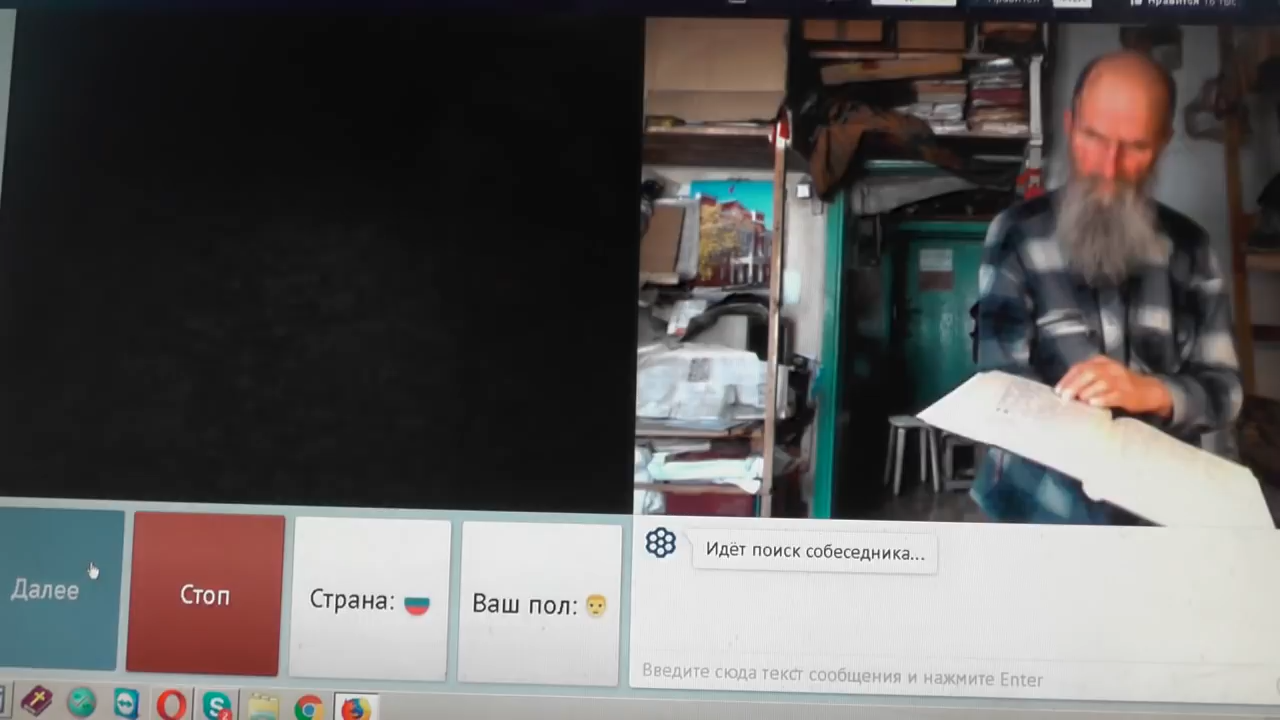 Идёт поиск собеседника...
Далее
Стоп
Страна:
Ваш пол:
Введите сюда текст сообщения и нажмите Enter